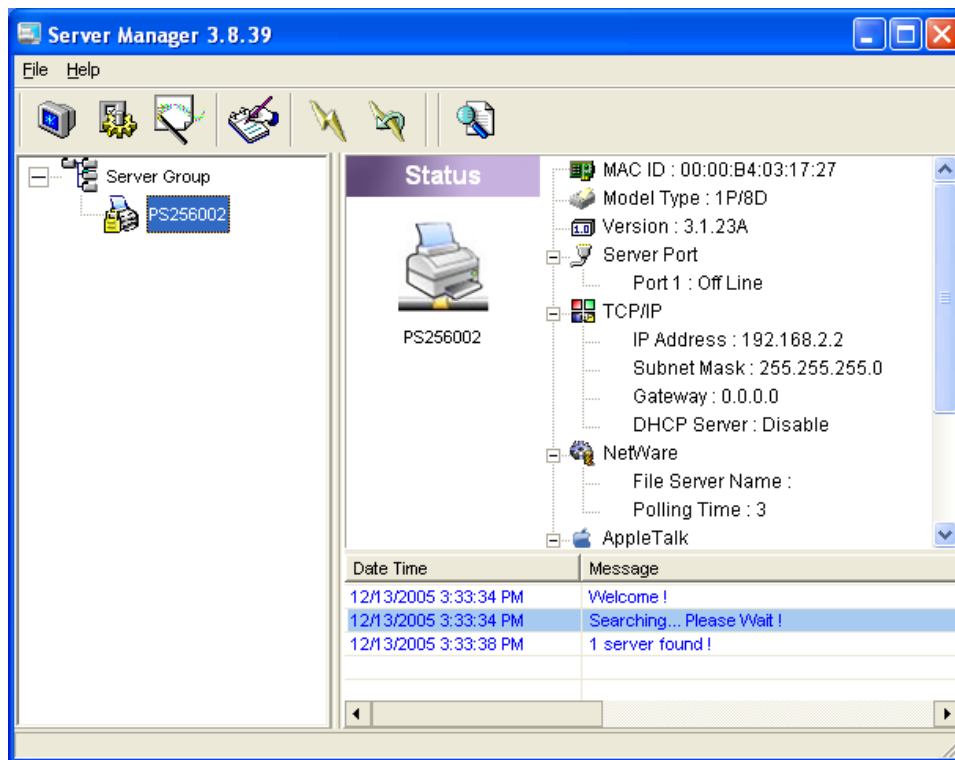 Server Manager 3.8.39
File Help
Server Group
PS256002
Status
PS256002
MAC ID : 00:00:B4:03:17:27
Model Type : 1P/8D
1.0 Version : 3.1.23A
Server Port
Port 1 : Off Line
TCP/IP
IP Address : 192.168.2.2
Subnet Mask : 255.255.255.0
Gateway : 0.0.0.0
DHCP Server : Disable
NetWare
File Server Name :
Polling Time : 3
AppleTalk
Date Time Message
12/13/2005 3:33:34 PM Welcome !
12/13/2005 3:33:34 PM Searching... Please Wait !
12/13/2005 3:33:38 PM 1 server found !